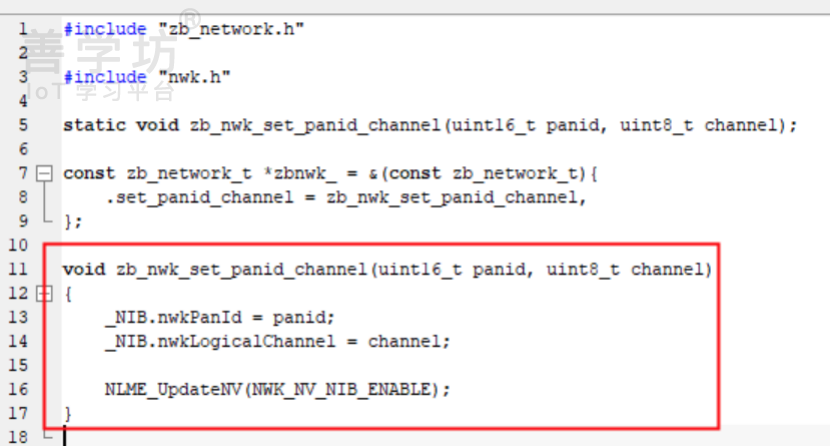 善学坊®
IoT 学习平台
1 #include "zb_network.h"
2
3 #include "nwk.h"
4
5 static void zb_nwk_set_panid_channel(uint16_t panid, uint8_t channel);
6
7 const zb_network_t *zbnwk_ = &(const zb_network_t){
8 .set_panid_channel = zb_nwk_set_panid_channel,
9 };
10
11 void zb_nwk_set_panid_channel(uint16_t panid, uint8_t channel)
12 {
13 _NIB.nwkPanId = panid;
14 _NIB.nwkLogicalChannel = channel;
15
16 NLME_UpdateNV(NWK_NV_NIB_ENABLE);
17 }
18